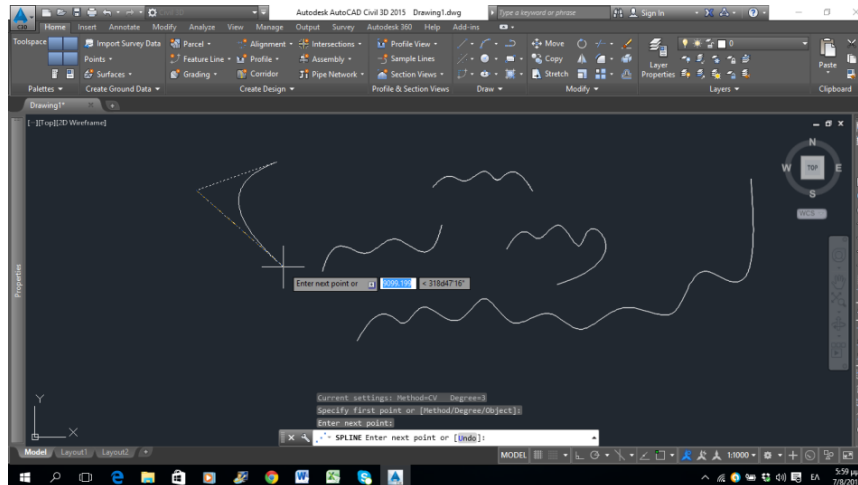 Autodesk AutoCAD Civil 3D 2015 Drawing1.dwg
Type a keyword or phrase
Sign In
Home Insert Annotate Modify Analyze View Manage Output Survey Autodesk 360 Help Add-ins
Toolspace
Import Survey Data
Points
Surfaces
Parcel
Feature Line
Grading
Alignment
Profile
Corridor
Intersections
Assembly
Pipe Network
Profile View
Sample Lines
Section Views
Move
Copy
Stretch
Layer
Properties
0
Paste
Palettes Create Ground Data Create Design Profile & Section Views Draw Modify Layers Clipboard
Drawing1*
[-][Top][2D Wireframe]
N
W TOP E
S
WCS
Properties
Enter next point or 9098.199 < 318d47'16"
Current settings: Method=CV Degree=3
Specify first point or [Method/Degree/Object]:
Enter next point:
Y
X
SPLINE Enter next point or [Undo]:
Model Layout1 Layout2 +
MODEL
1:1000
ΕΛ
5:59 μμ